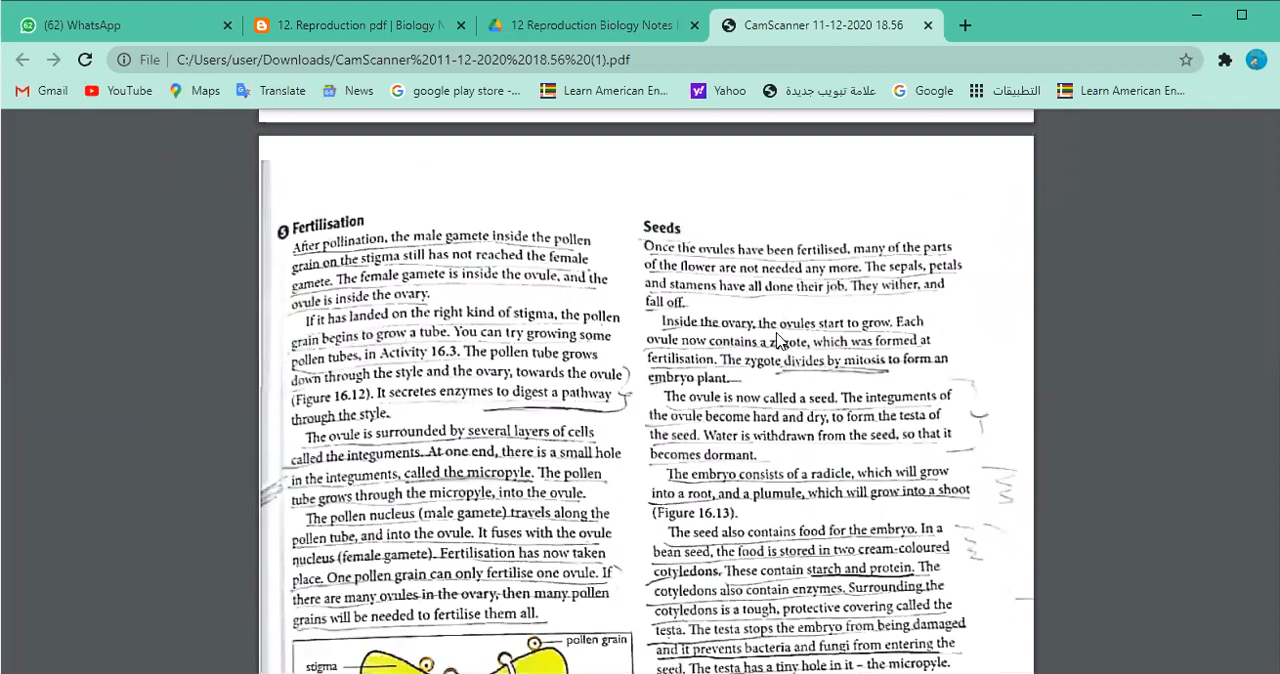 (62) WhatsApp
12. Reproduction pdf | Biology N
12 Reproduction Biology Notes
CamScanner 11-12-2020 18.56
File
C:/Users/user/Downloads/CamScanner%2011-12-2020%2018.56%20(1).pdf
Gmail
YouTube
Maps
Translate
News
google play store -...
Learn American En...
Yahoo
علامة تبويب جديدة
Google
التطبيقات
Learn American En...
5 Fertilisation
After pollination, the male gamete inside the pollen
grain on the stigma still has not reached the female
gamete. The female gamete is inside the ovule, and the
ovule is inside the ovary.
If it has landed on the right kind of stigma, the pollen
grain begins to grow a tube. You can try growing some
pollen tubes, in Activity 16.3. The pollen tube grows
down through the style and the ovary, towards the ovule
(Figure 16.12). It secretes enzymes to digest a pathway
through the style.
The ovule is surrounded by several layers of cells
called the integuments. At one end, there is a small hole
in the integuments, called the micropyle. The pollen
tube grows through the micropyle, into the ovule.
The pollen nucleus (male gamete) travels along the
pollen tube, and into the ovule. It fuses with the ovule
nucleus (female gamete). Fertilisation has now taken
place. One pollen grain can only fertilise one ovule. If
there are many ovules in the ovary, then many pollen
grains will be needed to fertilise them all.
pollen grain
stigma
Seeds
Once the ovules have been fertilised, many of the parts
of the flower are not needed any more. The sepals, petals
and stamens have all done their job. They wither, and
fall off.
Inside the ovary, the ovules start to grow. Each
ovule now contains a zygote, which was formed at
fertilisation. The zygote divides by mitosis to form an
embryo plant.
The ovule is now called a seed. The integuments of
the ovule become hard and dry, to form the testa of
the seed. Water is withdrawn from the seed, so that it
becomes dormant.
The embryo consists of a radicle, which will grow
into a root, and a plumule, which will grow into a shoot
(Figure 16.13).
The seed also contains food for the embryo. In a
bean seed, the food is stored in two cream-coloured
cotyledons. These contain starch and protein. The
cotyledons also contain enzymes. Surrounding the
cotyledons is a tough, protective covering called the
testa. The testa stops the embryo from being damaged
and it prevents bacteria and fungi from entering the
seed. The testa has a tiny hole in it – the micropyle.